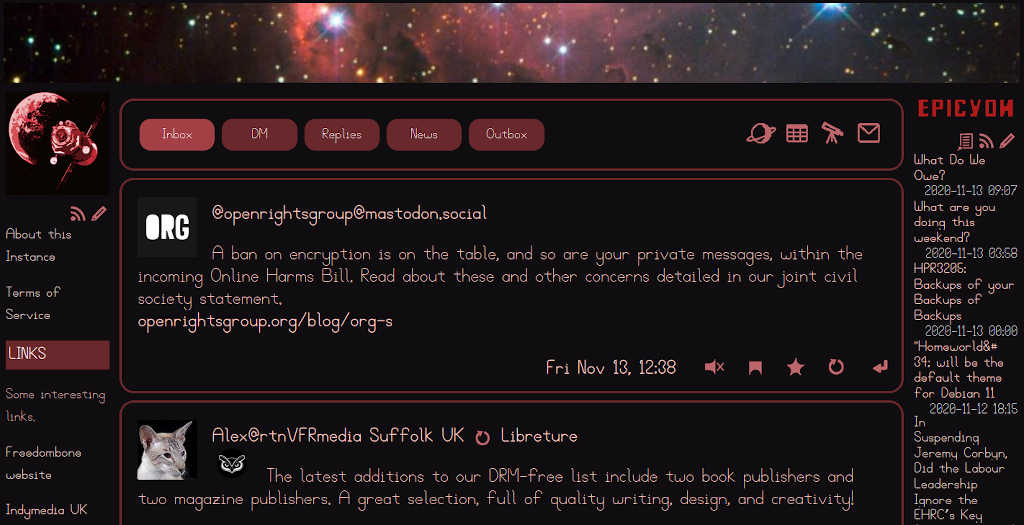 Inbox
DM
Replies
News
Outbox
EPICYON
About this
Instance
Terms of
Service
LINKS
Some interesting
links.
Freedombone
website
Indymedia UK
ORG
@openrightsgroup@mastodon.social
A ban on encryption is on the table, and so are your private messages, within the
incoming Online Harms Bill. Read about these and other concerns detailed in our joint civil
society statement.
openrightsgroup.org/blog/org-s
Fri Nov 13, 12:38
Alex@rtnVFRmedia Suffolk UK
Libreture
The latest additions to our DRM-free list include two book publishers and
two magazine publishers. A great selection, full of quality writing, design, and creativity!
What Do We
Owe?
2020-11-13 09:07
What are you
doing this
weekend?
2020-11-13 03:58
HPR3205:
Backups of your
Backups of
Backups
2020-11-13 00:00
"Homeworld&#
34; will be the
default theme
for Debian 11
2020-11-12 18:15
In
Suspending
Jeremy Corbyn,
Did the Labour
Leadership
Ignore the
EHRC's Key